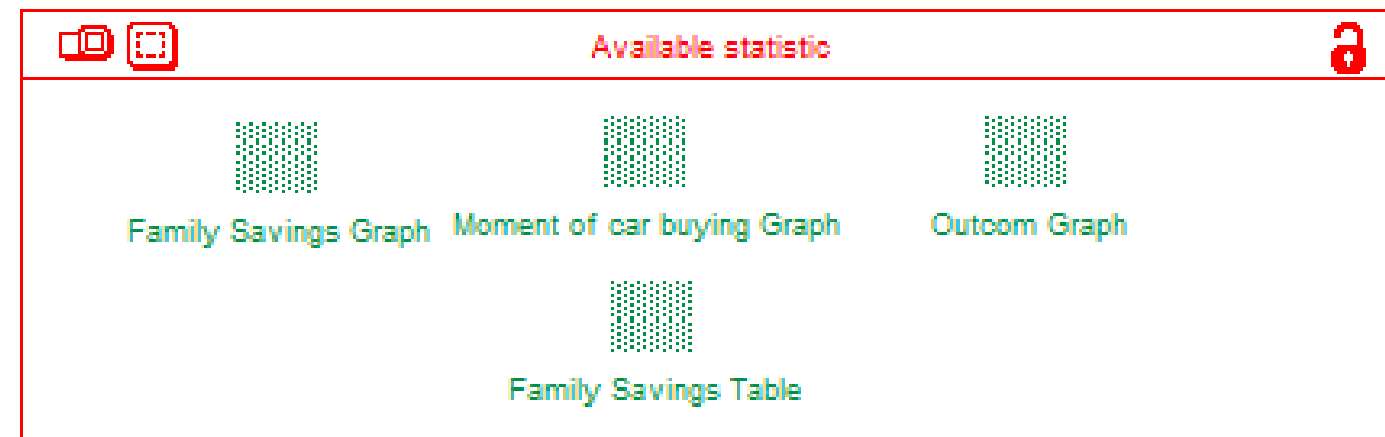 Available statistic
Family Savings Graph
Moment of car buying Graph
Outcom Graph
Family Savings Table